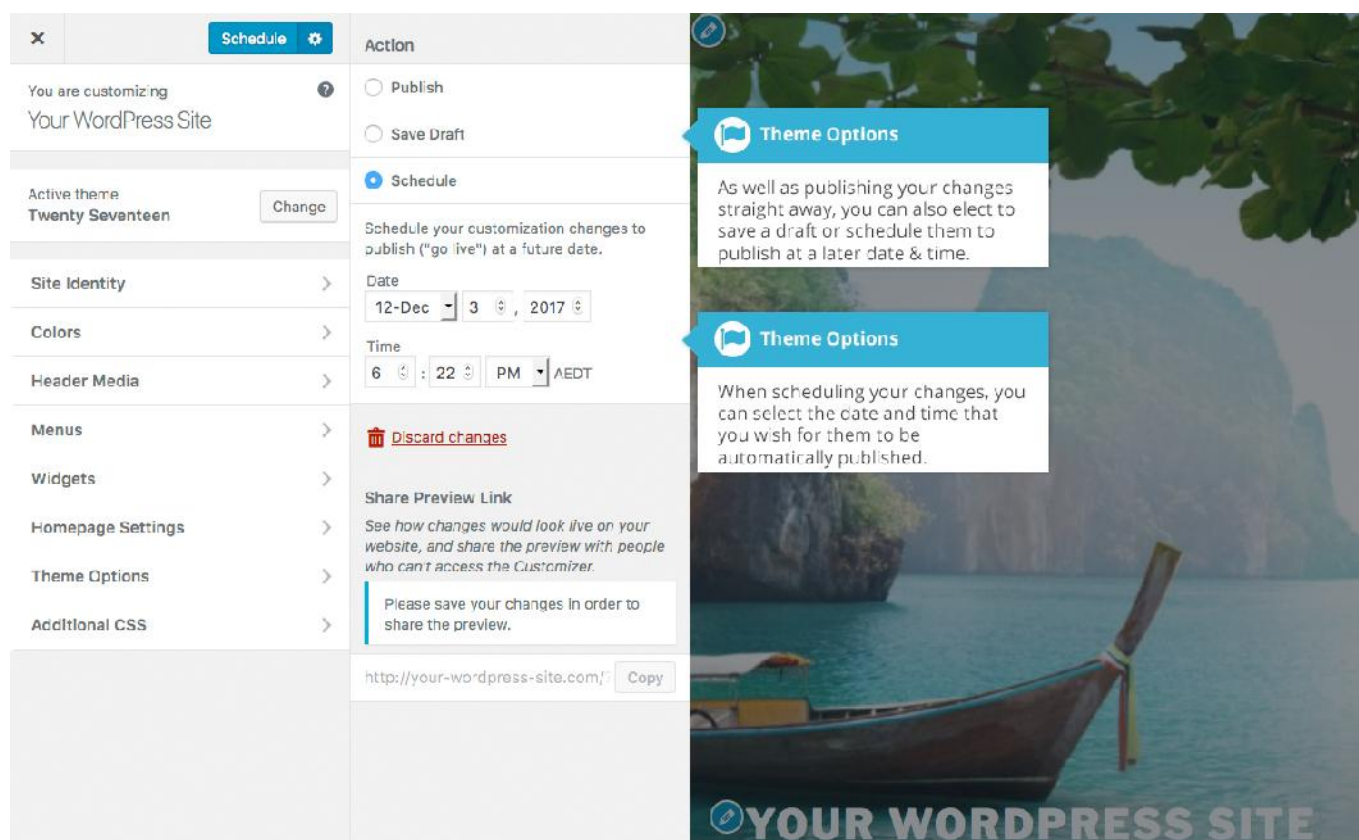 Schedule
You are customizing
Your WordPress Site
Active theme
Twenty Seventeen
Change
Site Identity
Colors
Header Media
Menus
Widgets
Homepage Settings
Theme Options
Additional CSS
Action
Publish
Save Draft
Schedule
Schedule your customization changes to
publish ("go live") at a future date.
Date
12-Dec 3 , 2017
Time
6 : 22 PM AEDT
Discard changes
Share Preview Link
See how changes would look live on your
website, and share the preview with people
who can't access the Customizer.
Please save your changes in order to
share the preview.
http://your-wordpress-site.com/
Copy
Theme Options
As well as publishing your changes
straight away, you can also elect to
save a draft or schedule them to
publish at a later date & time.
Theme Options
When scheduling your changes, you
can select the date and time that
you wish for them to be
automatically published.
YOUR WORDPRESS SITE